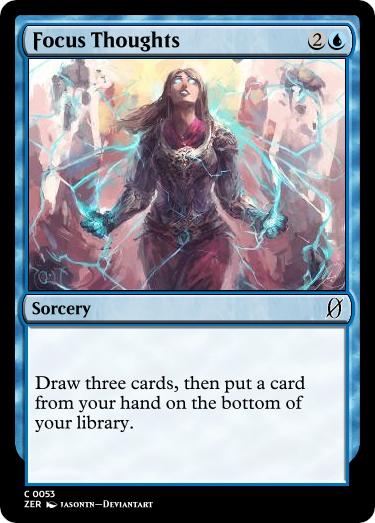 Focus Thoughts 2
Sorcery
Draw three cards, then put a card
from your hand on the bottom of
your library.
C 0053
ZER JASONTN–DEVIANTART